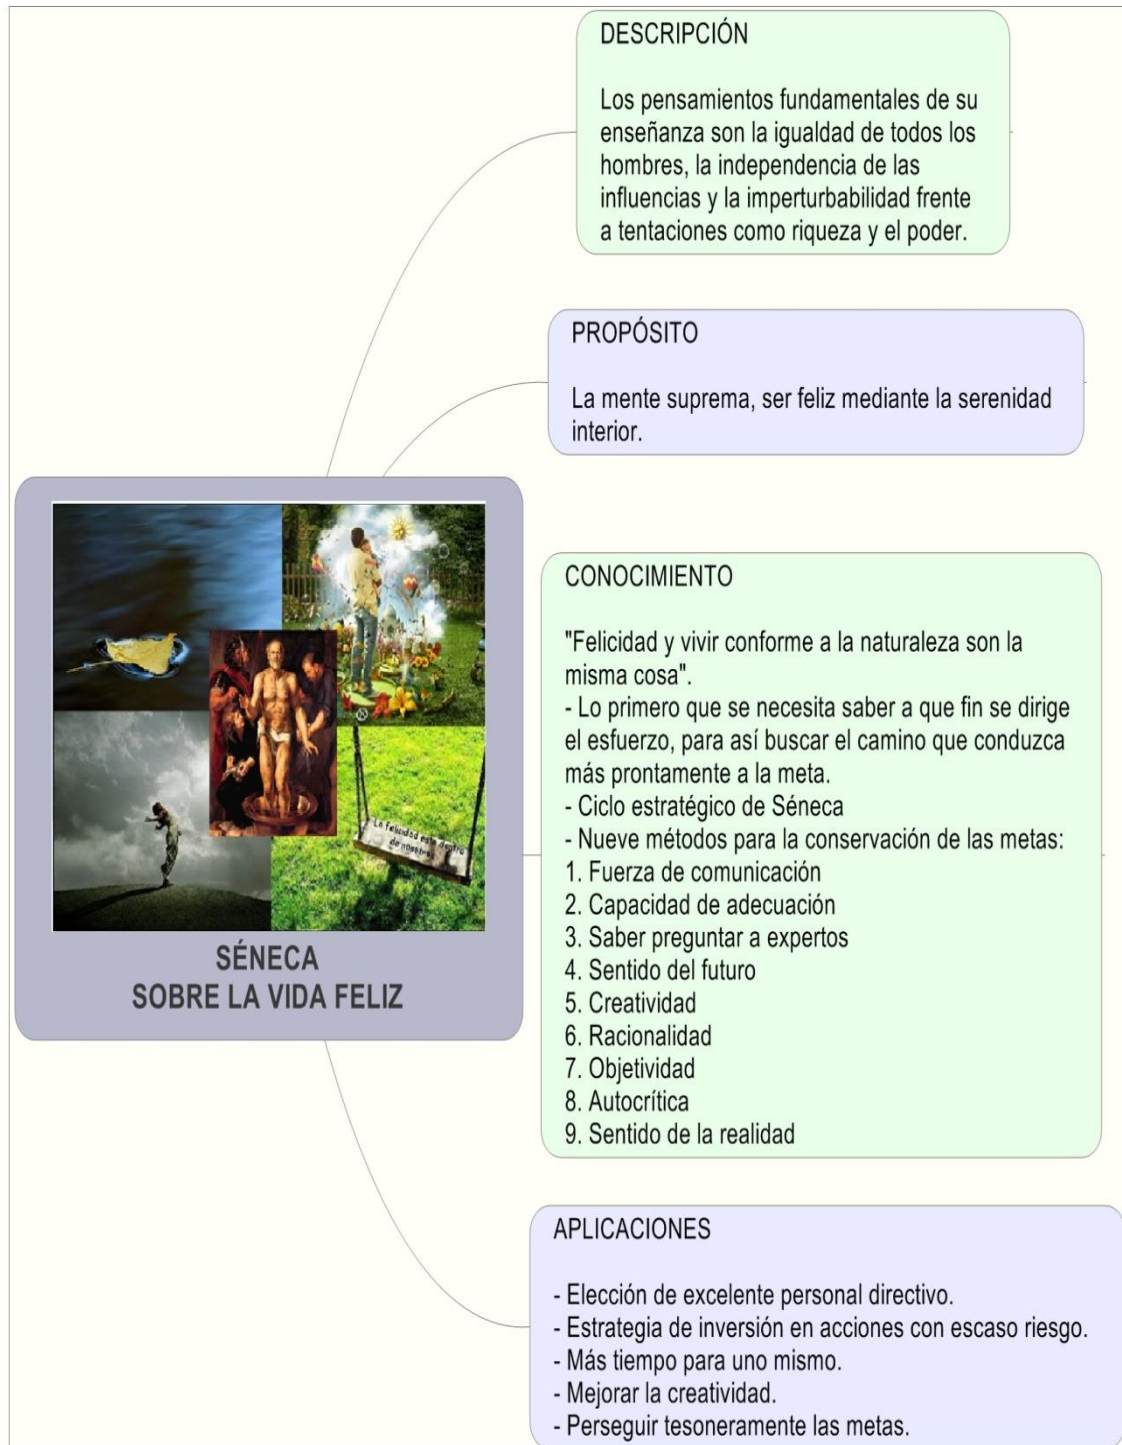 DESCRIPCIÓN
Los pensamientos fundamentales de su
enseñanza son la igualdad de todos los
hombres, la independencia de las
influencias y la imperturbabilidad frente
a tentaciones como riqueza y el poder.
PROPÓSITO
La mente suprema, ser feliz mediante la serenidad
interior.
La felicidad esta dentro
de nosotros
SÉNECA
SOBRE LA VIDA FELIZ
CONOCIMIENTO
"Felicidad y vivir conforme a la naturaleza son la
misma cosa".
- Lo primero que se necesita saber a que fin se dirige
el esfuerzo, para así buscar el camino que conduzca
más prontamente a la meta.
- Ciclo estratégico de Séneca
- Nueve métodos para la conservación de las metas:
1. Fuerza de comunicación
2. Capacidad de adecuación
3. Saber preguntar a expertos
4. Sentido del futuro
5. Creatividad
6. Racionalidad
7. Objetividad
8. Autocrítica
9. Sentido de la realidad
APLICACIONES
- Elección de excelente personal directivo.
- Estrategia de inversión en acciones con escaso riesgo.
- Más tiempo para uno mismo.
- Mejorar la creatividad.
- Perseguir tesoneramente las metas.